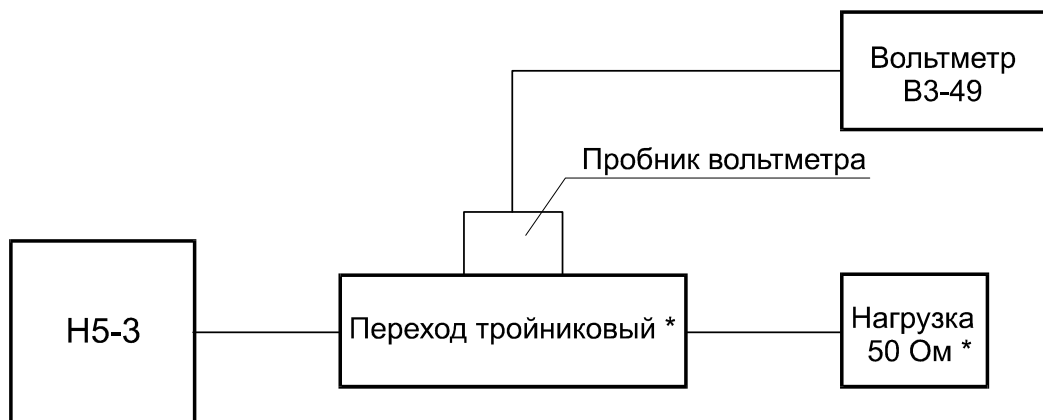 Вольтметр
В3-49
Пробник вольтметра
Н5-3
Переход тройниковый *
Нагрузка
50 Ом *